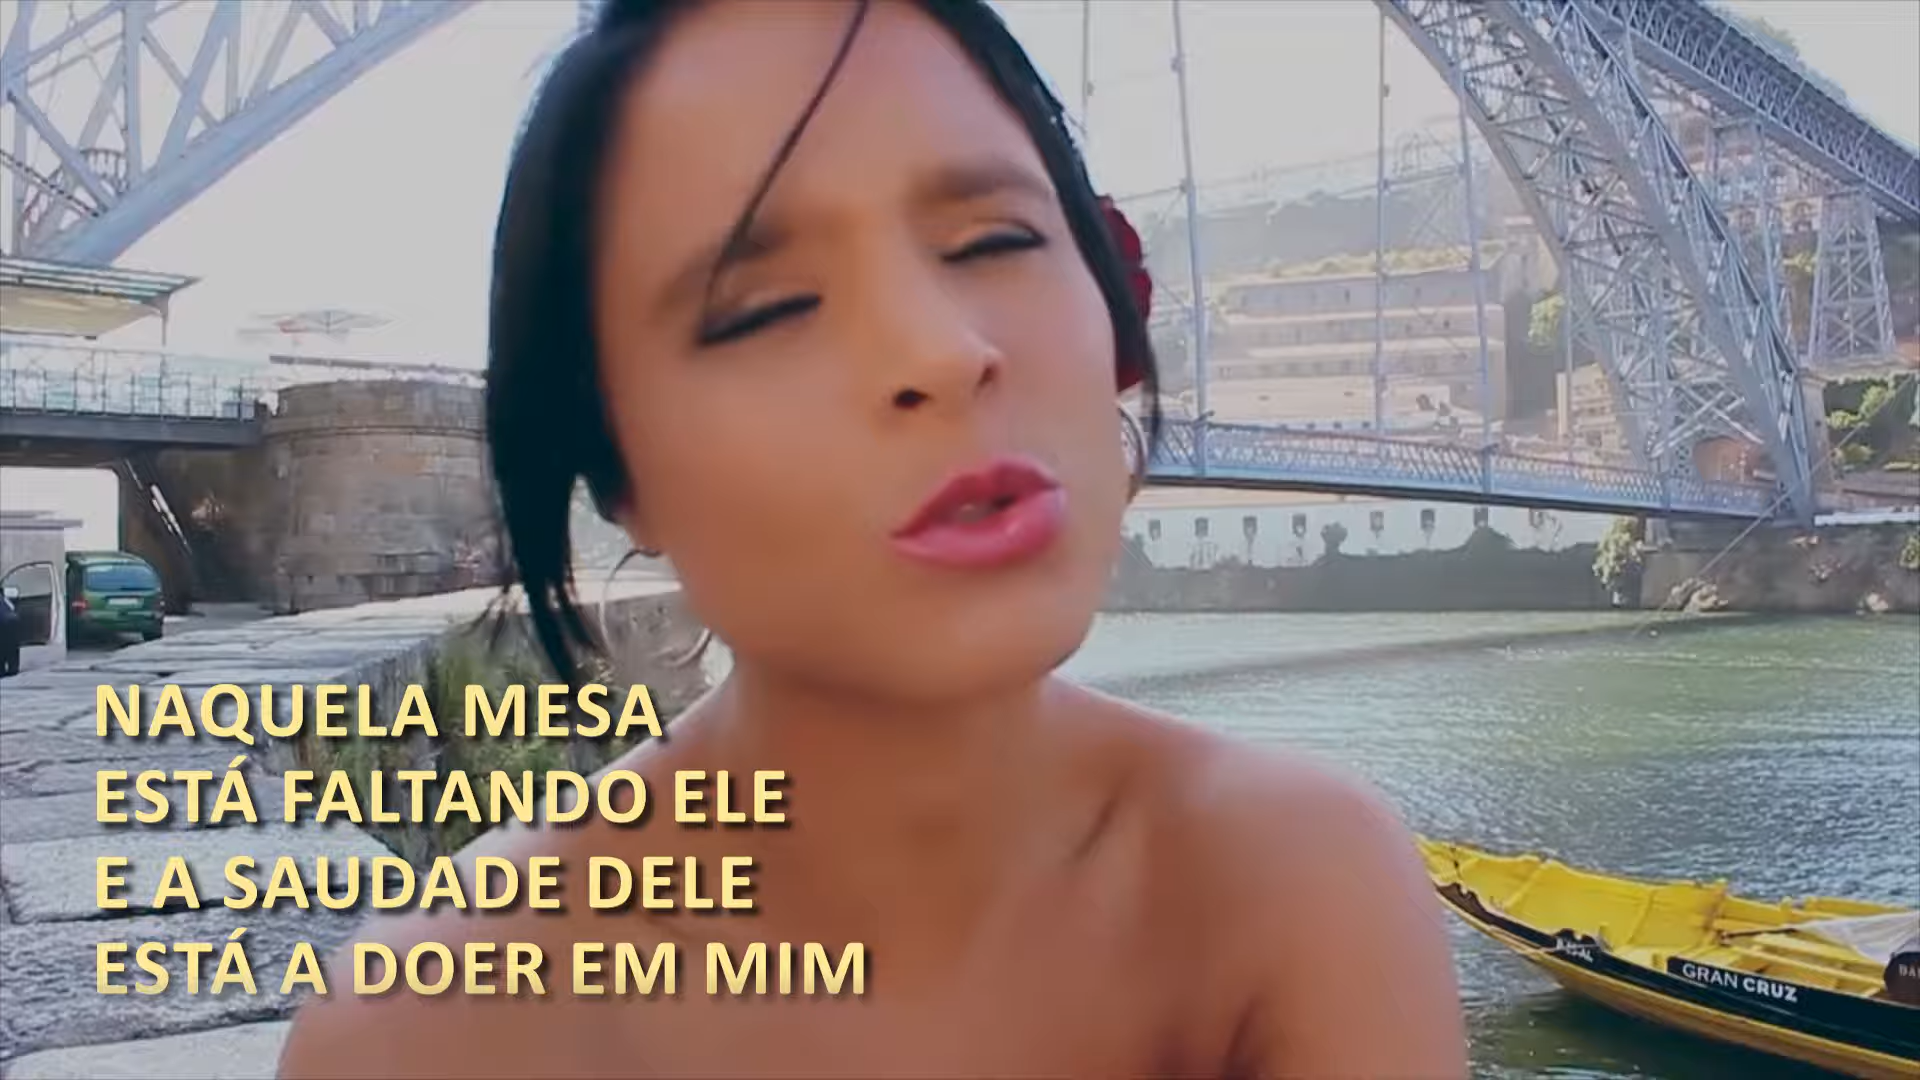 NAQUELA MESA
ESTÁ FALTANDO ELE
E A SAUDADE DELE
ESTÁ A DOER EM MIM
GRAN CRUZ